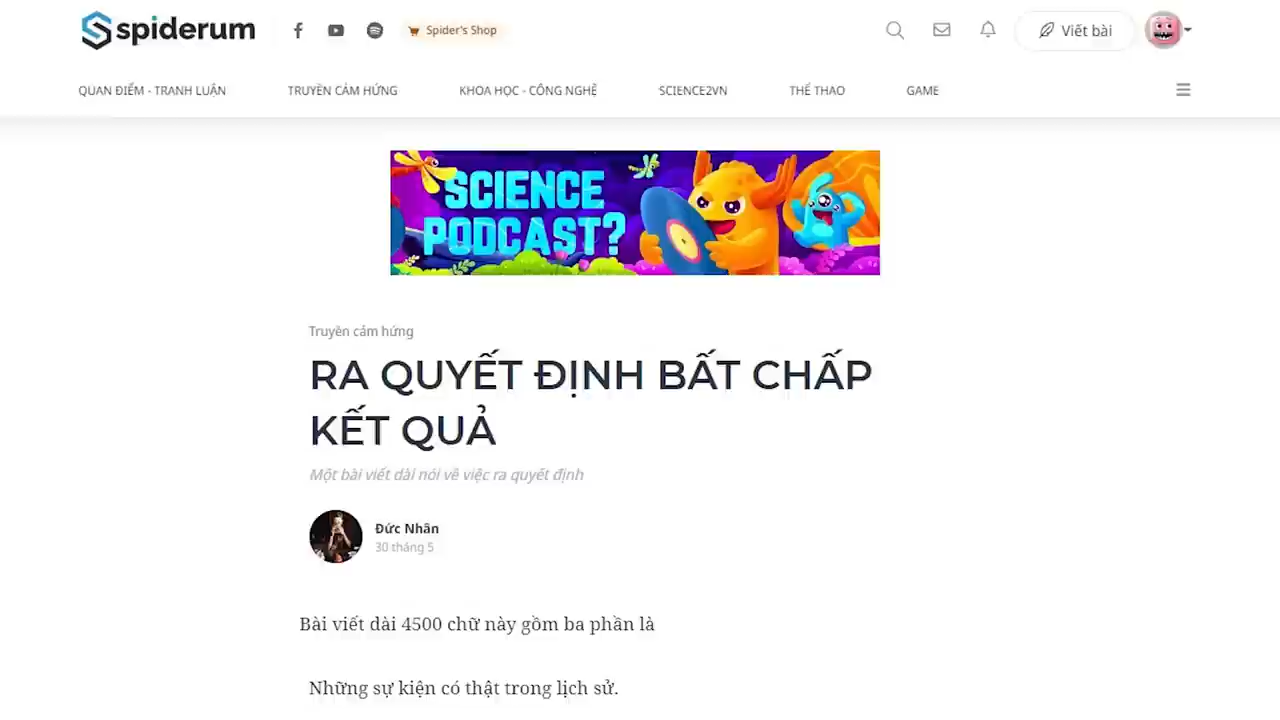 spiderum
Spider's Shop
Viết bài
QUAN ĐIỂM - TRANH LUẬN
TRUYỀN CẢM HỨNG
KHOA HỌC - CÔNG NGHỆ
SCIENCE2VN
THỂ THAO
GAME
SCIENCE
PODCAST?
Truyền cảm hứng
RA QUYẾT ĐỊNH BẤT CHẤP
KẾT QUẢ
Một bài viết dài nói về việc ra quyết định
Đức Nhân
30 tháng 5
Bài viết dài 4500 chữ này gồm ba phần là
Những sự kiện có thật trong lịch sử.